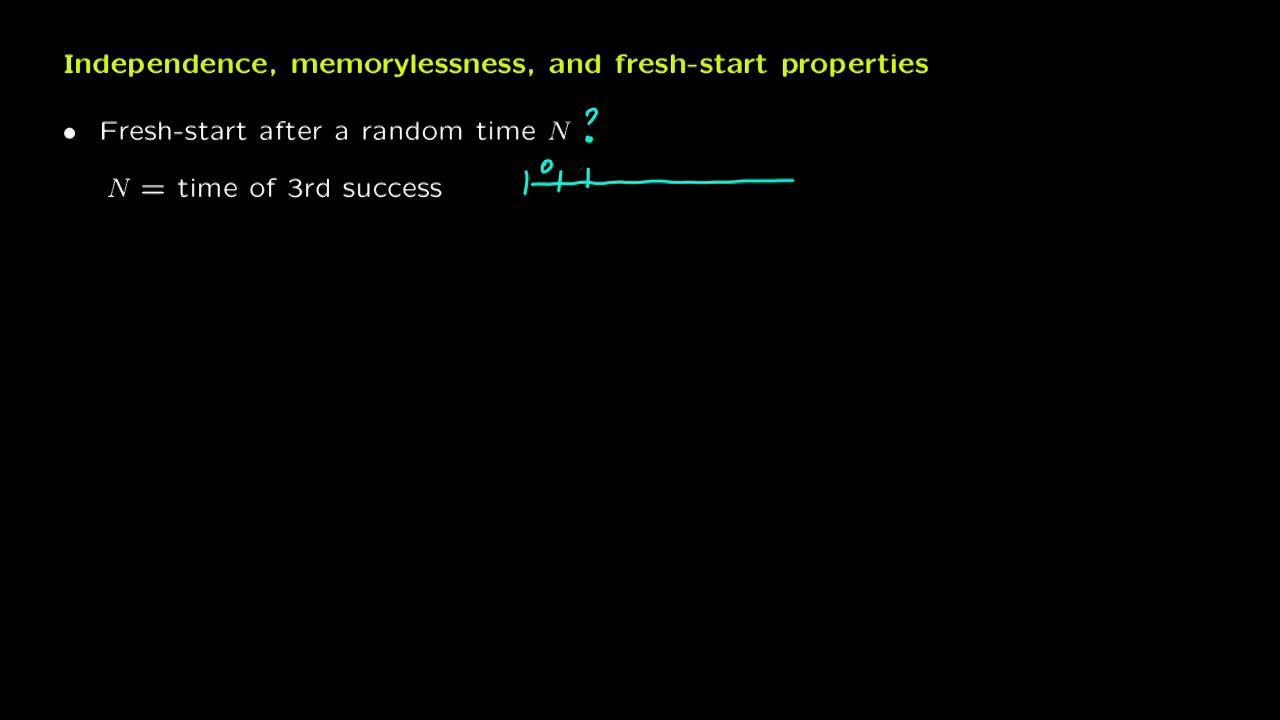 Independence, memorylessness, and fresh-start properties
• Fresh-start after a random time N ?
N = time of 3rd success
0